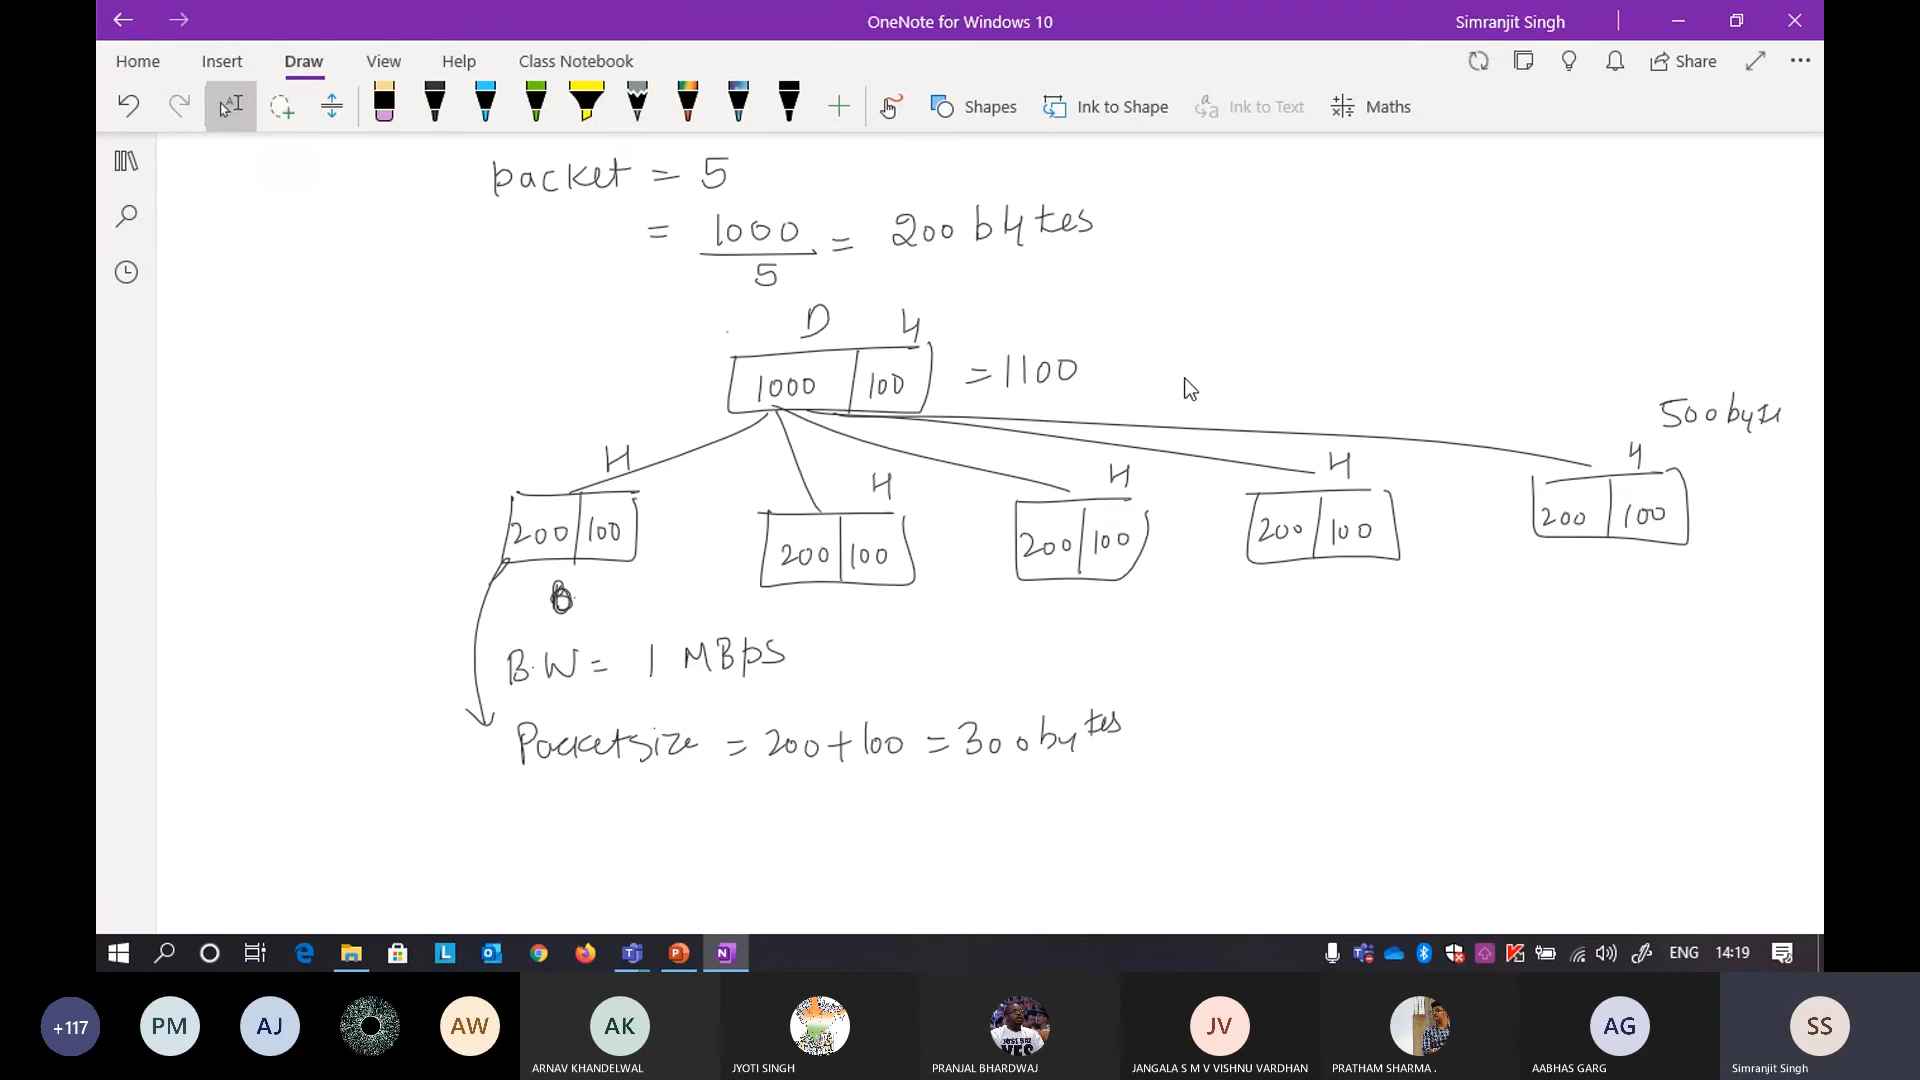 OneNote for Windows 10
Simranjit Singh
Home Insert Draw View Help Class Notebook
Share
Shapes Ink to Shape Ink to Text Maths
packet = 5
= 1000 / 5 = 200 bytes
D H
1000 100 = 1100
500 byte
H H H H H
200 100 200 100 200 100 200 100 200 100
B
B.W = 1 MBps
Packetsize = 200 + 100 = 300 bytes
ENG 14:19
+117 PM AJ AW AK JV AG SS
ARNAV KHANDELWAL JYOTI SINGH PRANJAL BHARDWAJ JANGALA S M V VISHNU VARDHAN PRATHAM SHARMA . AABHAS GARG Simranjit Singh